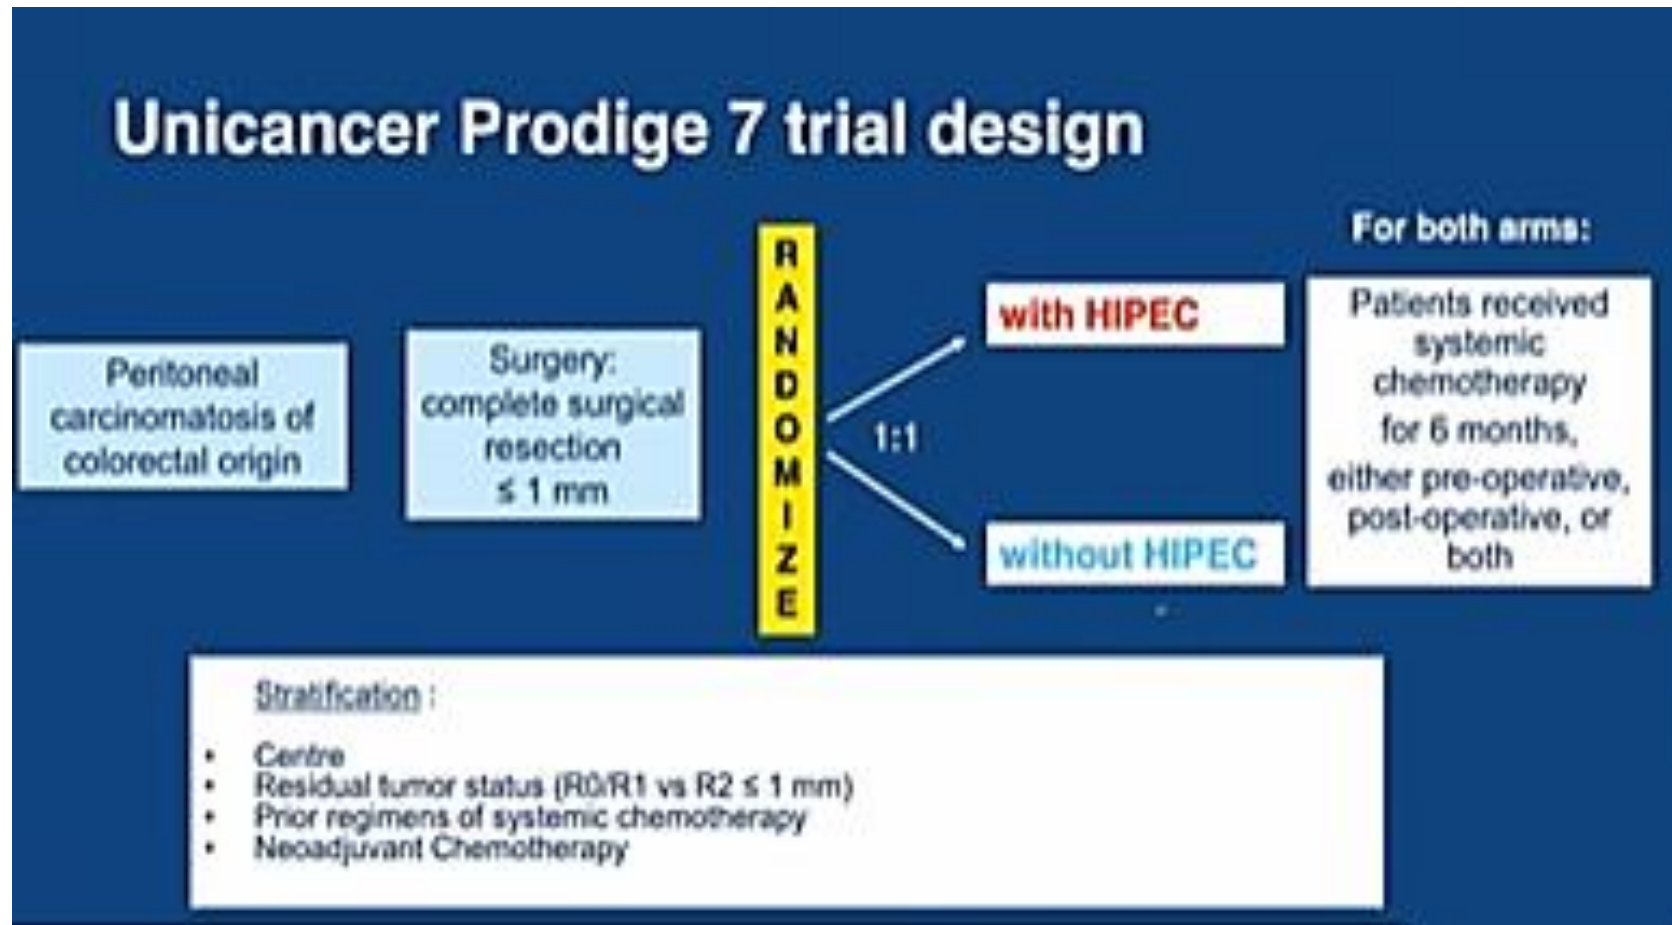 Unicancer Prodige 7 trial design
Peritoneal
carcinomatosis of
colorectal origin
Surgery:
complete surgical
resection
≤ 1 mm
R
A
N
D
O
M
I
Z
E
1:1
with HIPEC
without HIPEC
For both arms:
Patients received
systemic
chemotherapy
for 6 months,
either pre-operative,
post-operative, or
both
Stratification :
• Centre
• Residual tumor status (R0/R1 vs R2 ≤ 1 mm)
• Prior regimens of systemic chemotherapy
• Neoadjuvant Chemotherapy